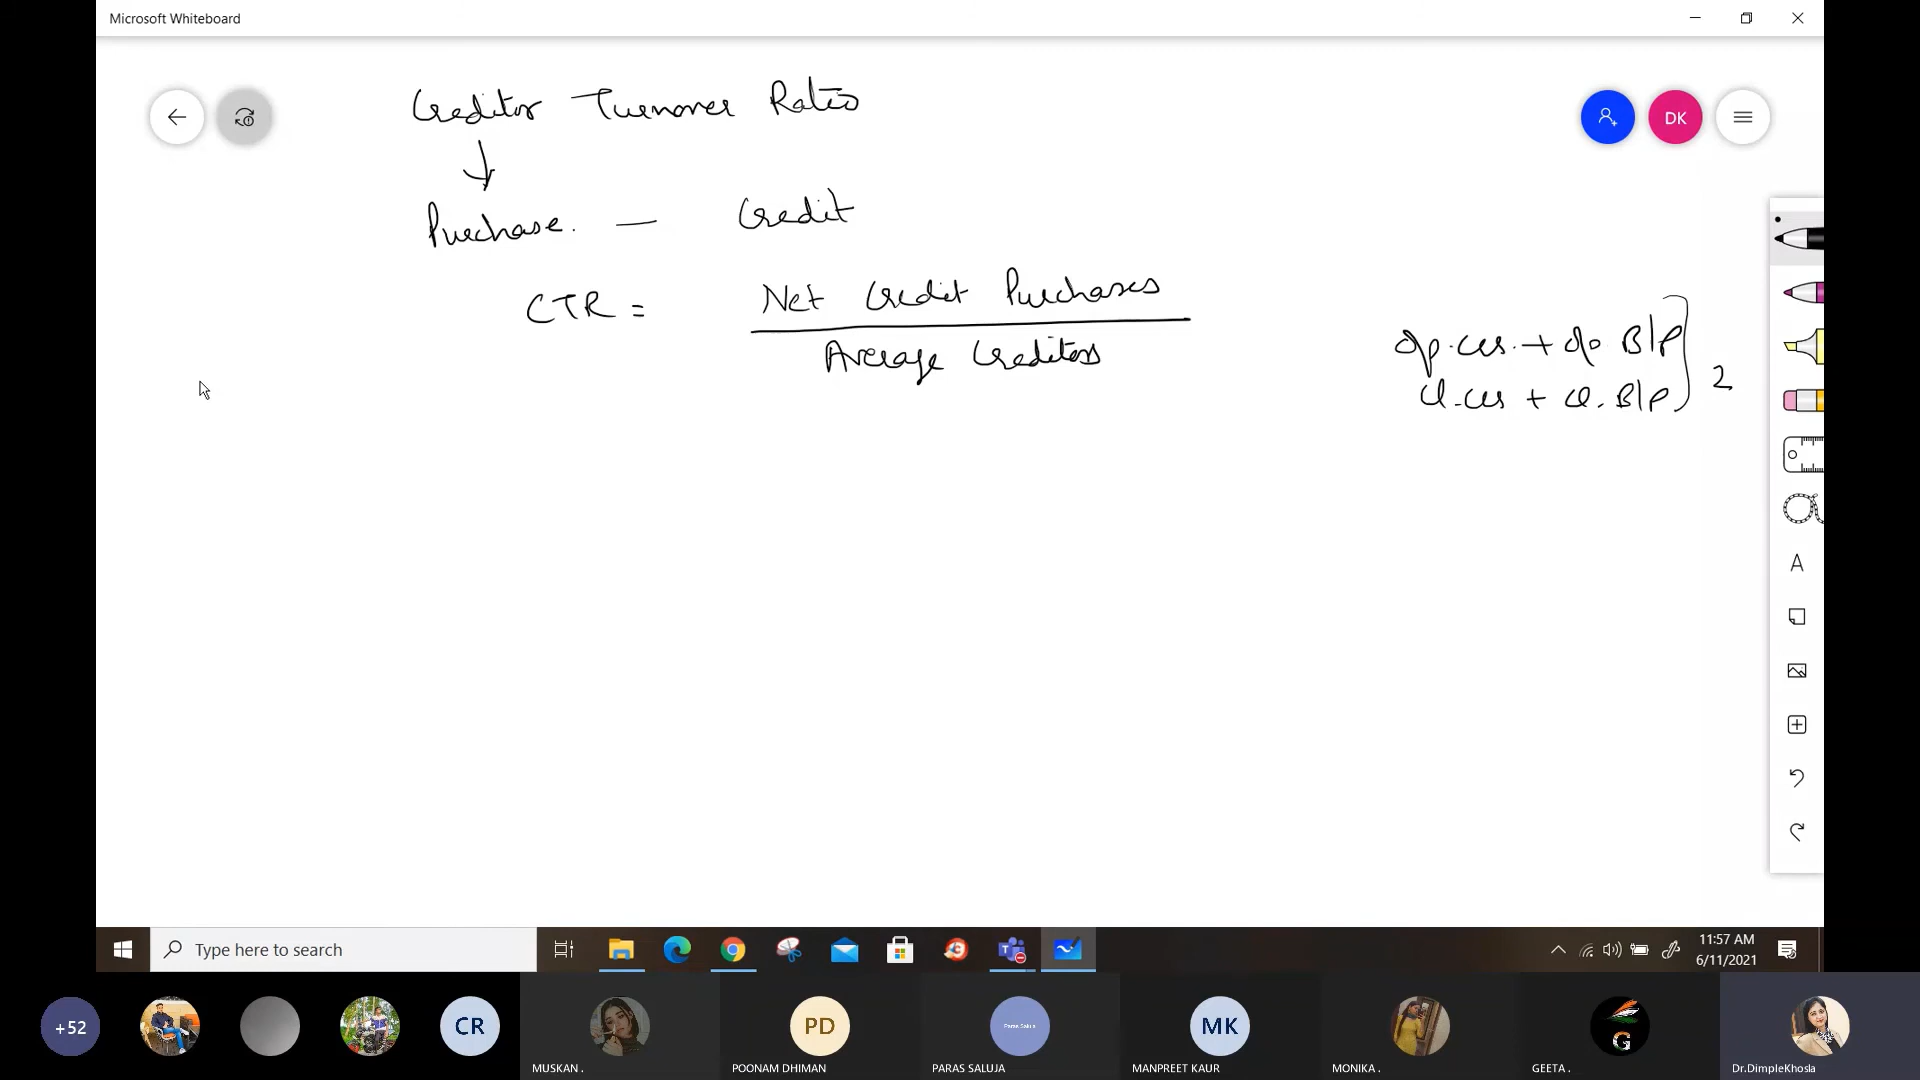 Microsoft Whiteboard
Creditor Turnover Ratio
DK
Purchase. — Credit
CTR = Net Credit Purchases
Average Creditors
Op. crs. + Op B/P
Cl. crs + Cl. B/P
2
A
Type here to search
11:57 AM
6/11/2021
+52
CR
PD
Paras Saluja
MK
G
MUSKAN .
POONAM DHIMAN
PARAS SALUJA
MANPREET KAUR
MONIKA .
GEETA .
Dr.DimpleKhosla